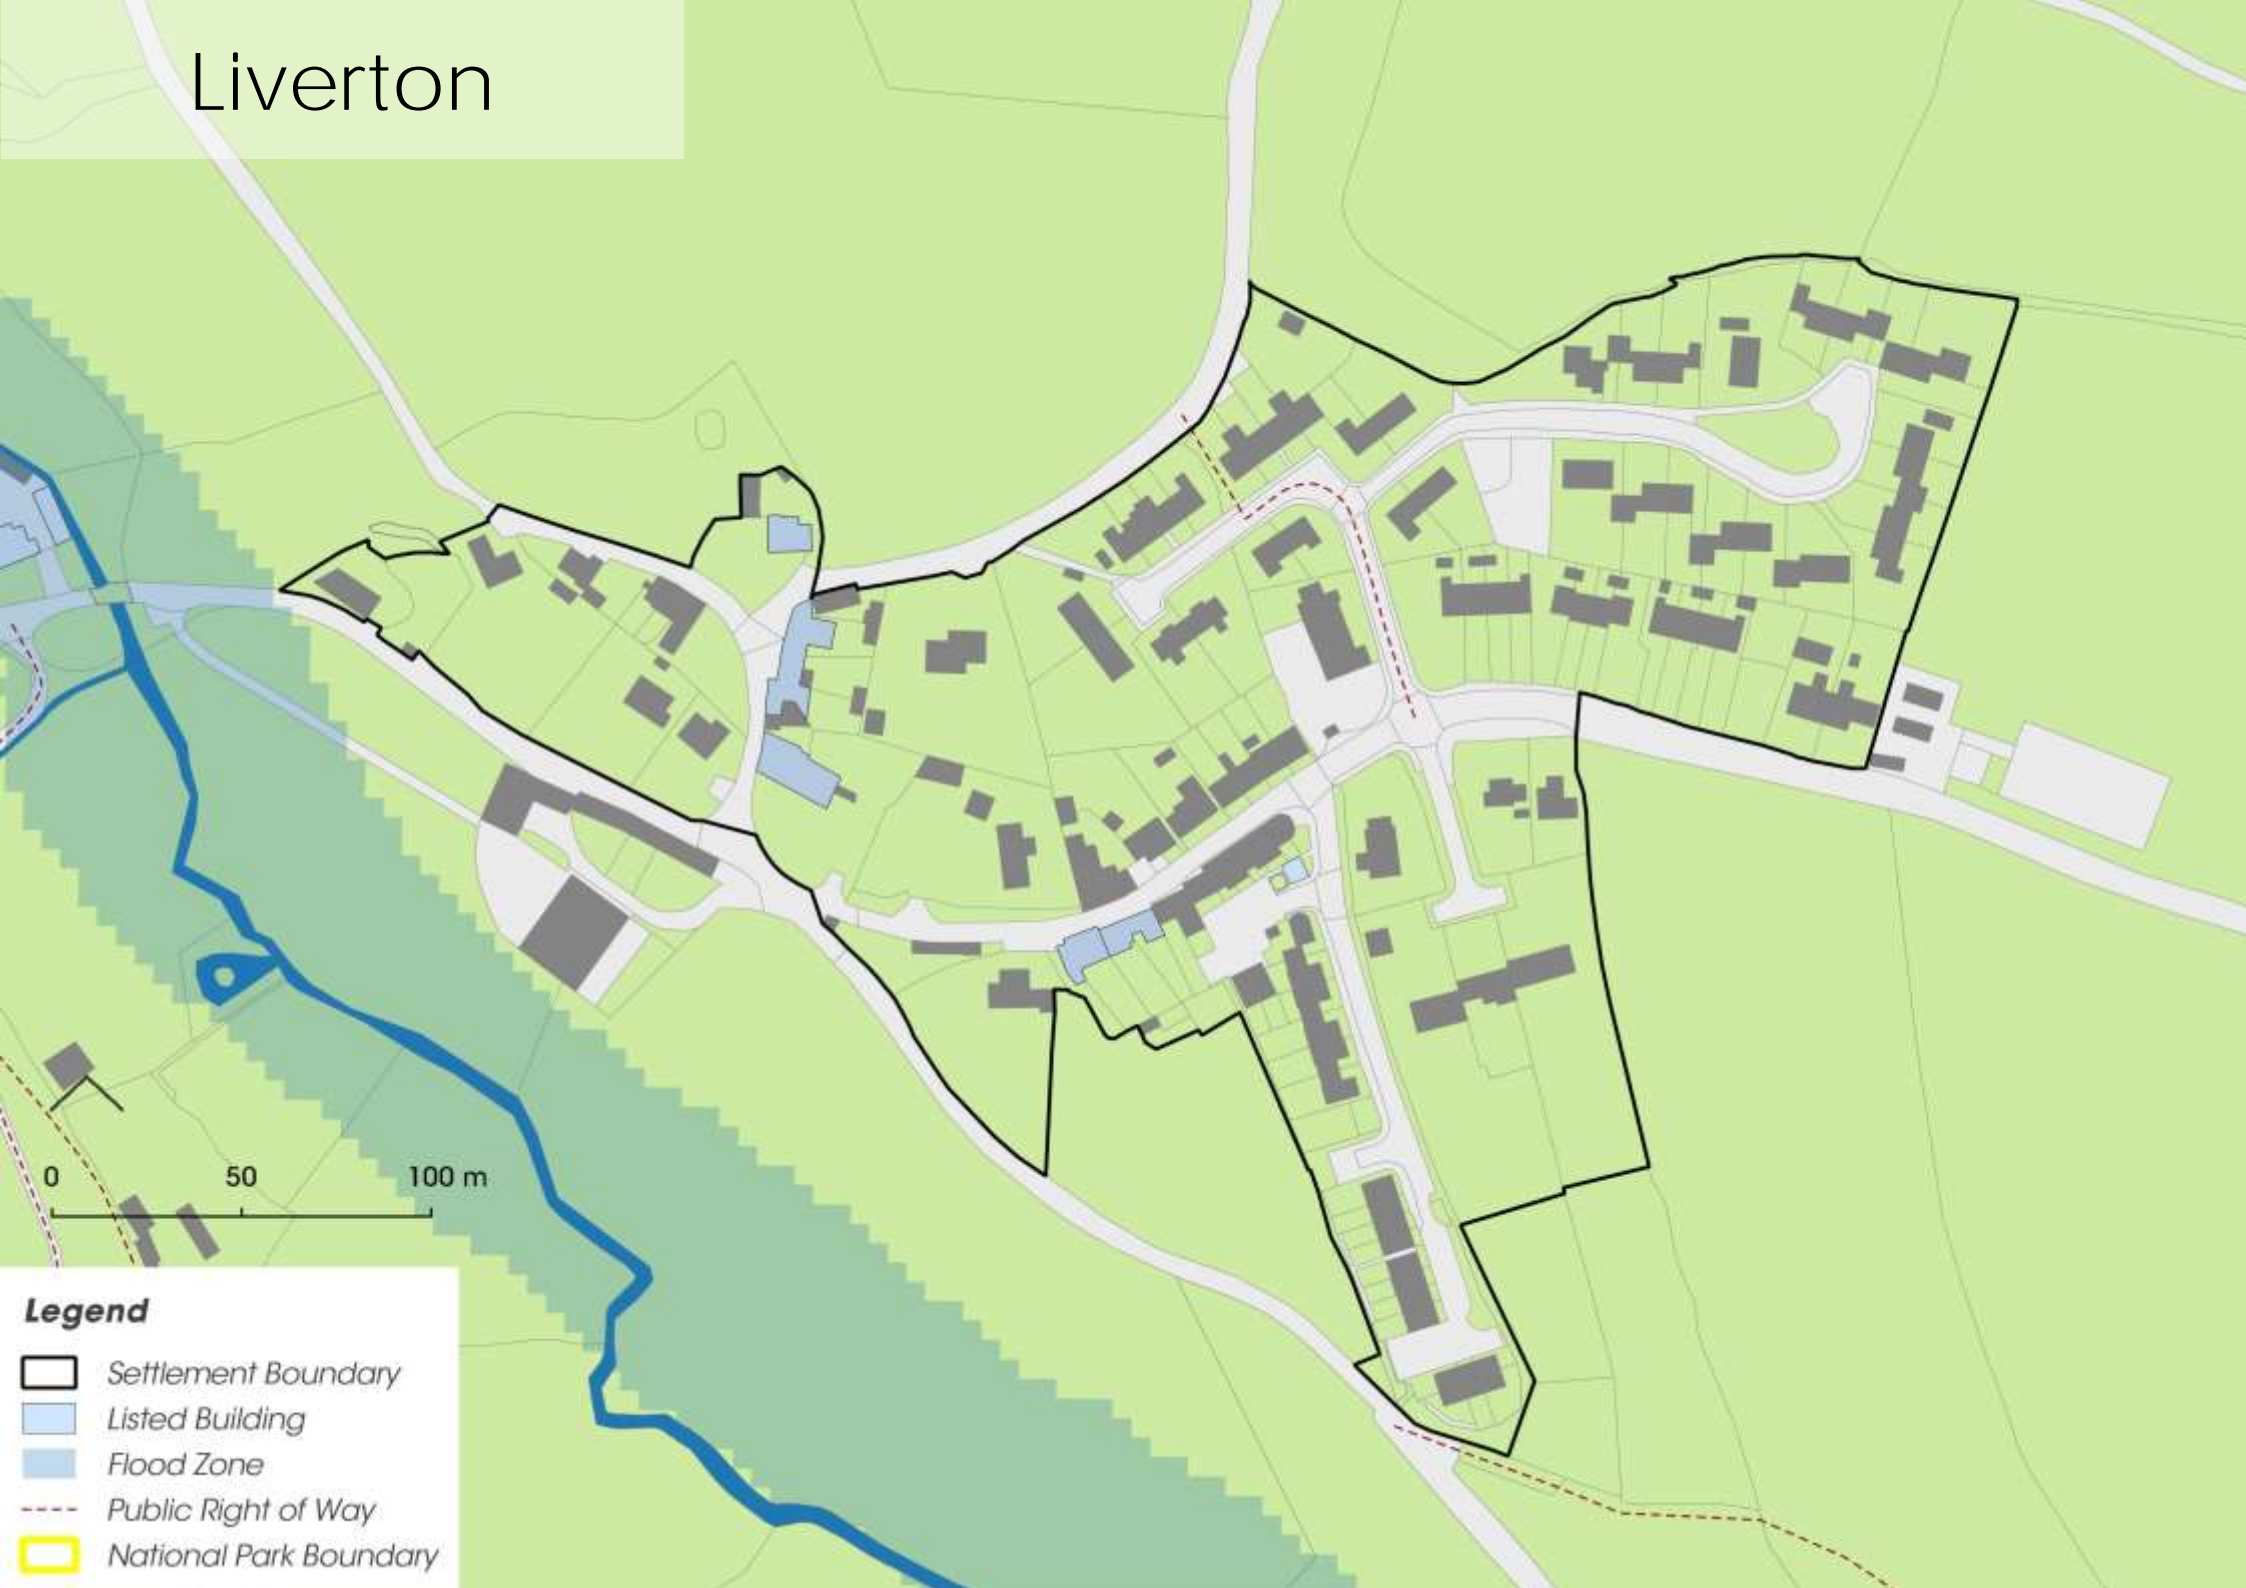 Liverton
0 50 100 m
Legend
Settlement Boundary
Listed Building
Flood Zone
Public Right of Way
National Park Boundary